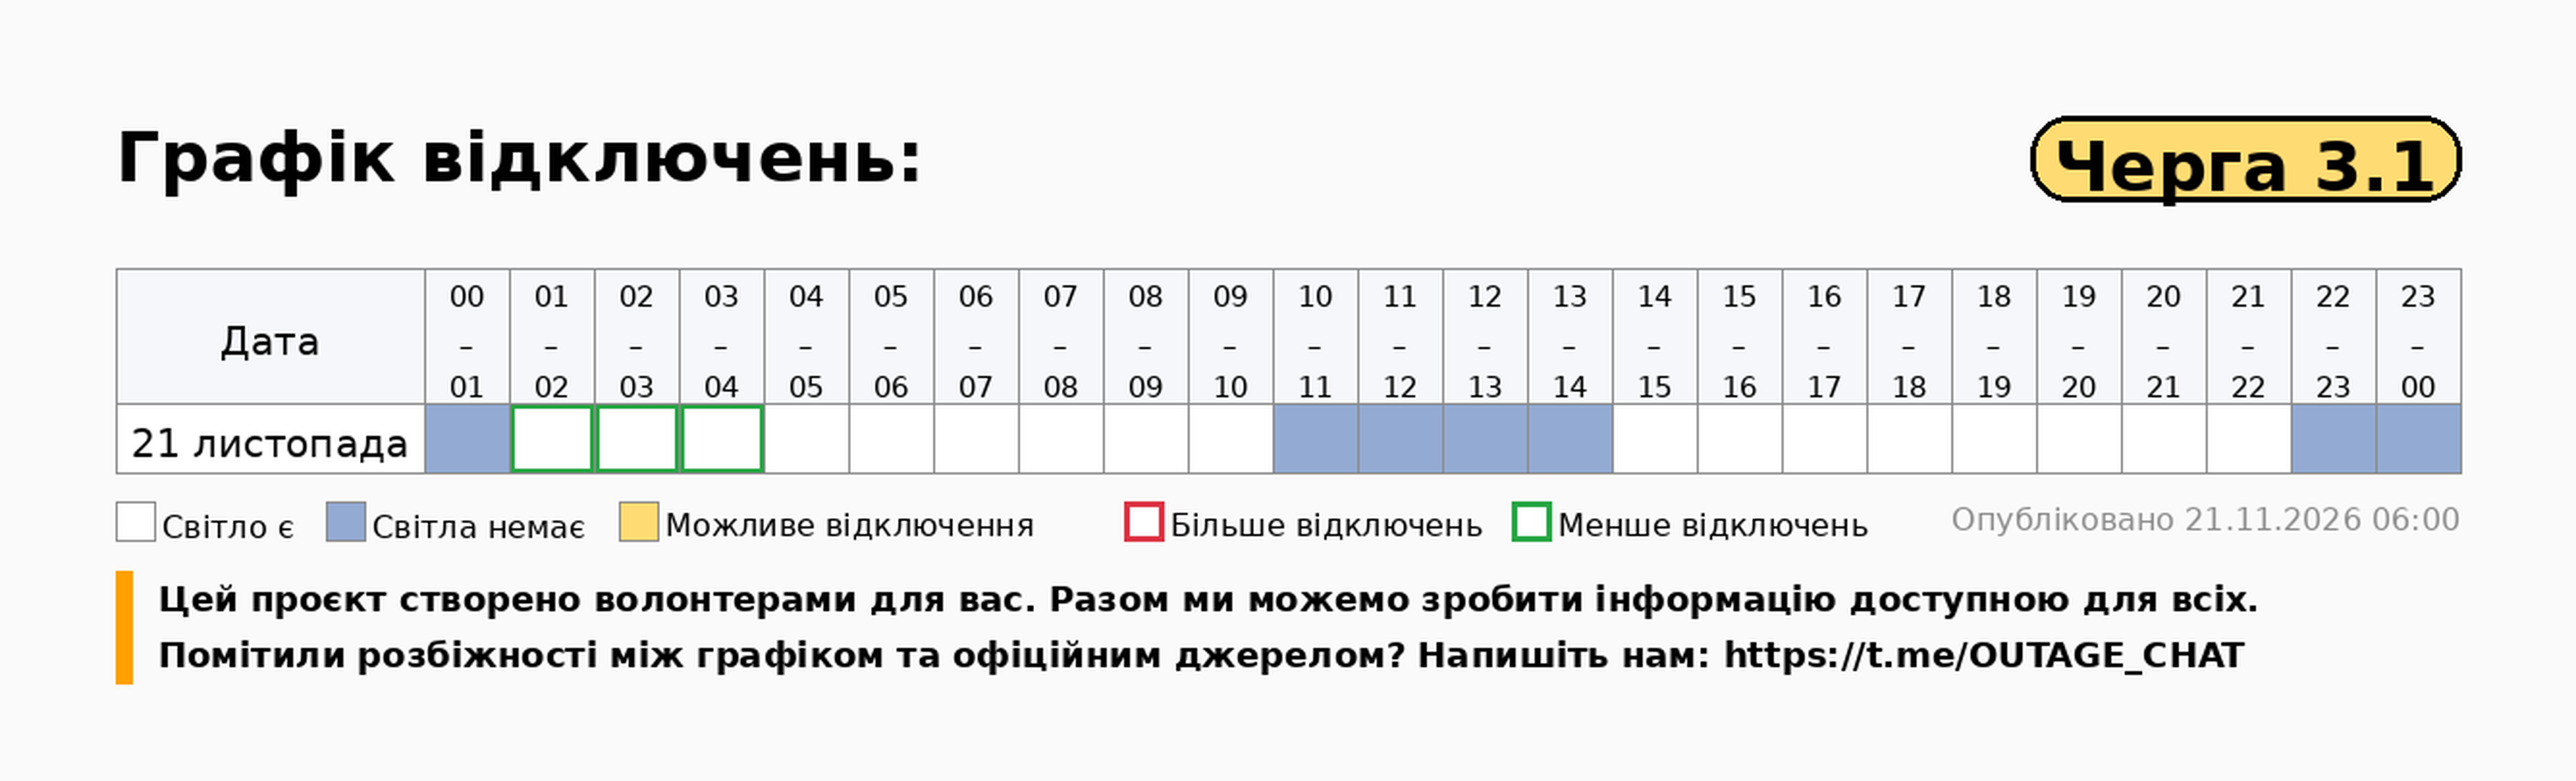 Графік відключень:
Черга 3.1
Дата 00 – 01 01 – 02 02 – 03 03 – 04 04 – 05 05 – 06 06 – 07 07 – 08 08 – 09 09 – 10 10 – 11 11 – 12 12 – 13 13 – 14 14 – 15 15 – 16 16 – 17 17 – 18 18 – 19 19 – 20 20 – 21 21 – 22 22 – 23 23 – 00
21 листопада
Світло є Світла немає Можливе відключення Більше відключень Менше відключень Опубліковано 21.11.2026 06:00
Цей проєкт створено волонтерами для вас. Разом ми можемо зробити інформацію доступною для всіх.
Помітили розбіжності між графіком та офіційним джерелом? Напишіть нам: https://t.me/OUTAGE_CHAT